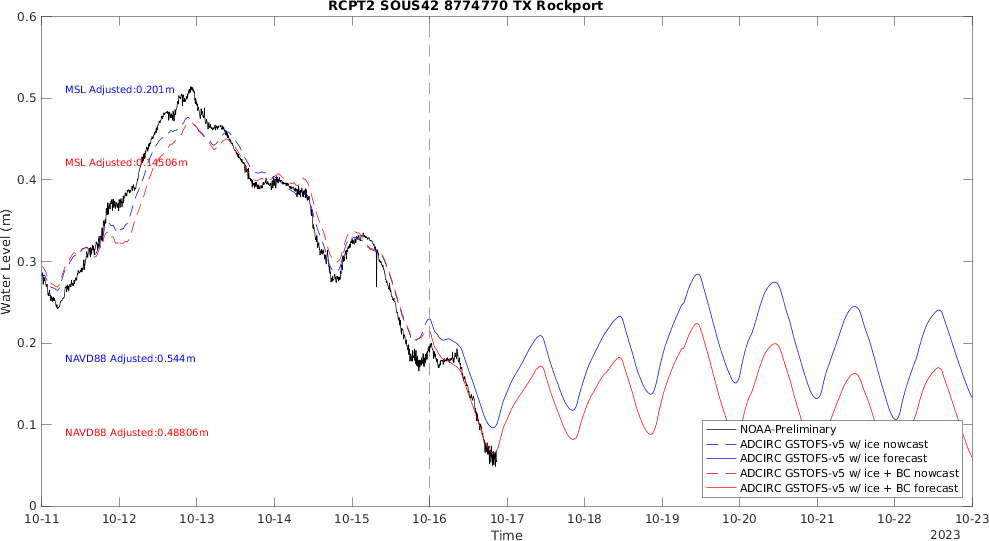 RCPT2 SOUS42 8774770 TX Rockport
0.6
0.5
0.4
0.3
0.2
0.1
0
Water Level (m)
MSL Adjusted:0.201m
MSL Adjusted:0.14506m
NAVD88 Adjusted:0.544m
NAVD88 Adjusted:0.48806m
NOAA-Preliminary
ADCIRC GSTOFS-v5 w/ ice nowcast
ADCIRC GSTOFS-v5 w/ ice forecast
ADCIRC GSTOFS-v5 w/ ice + BC nowcast
ADCIRC GSTOFS-v5 w/ ice + BC forecast
10-11 10-12 10-13 10-14 10-15 10-16 10-17 10-18 10-19 10-20 10-21 10-22 10-23
Time
2023